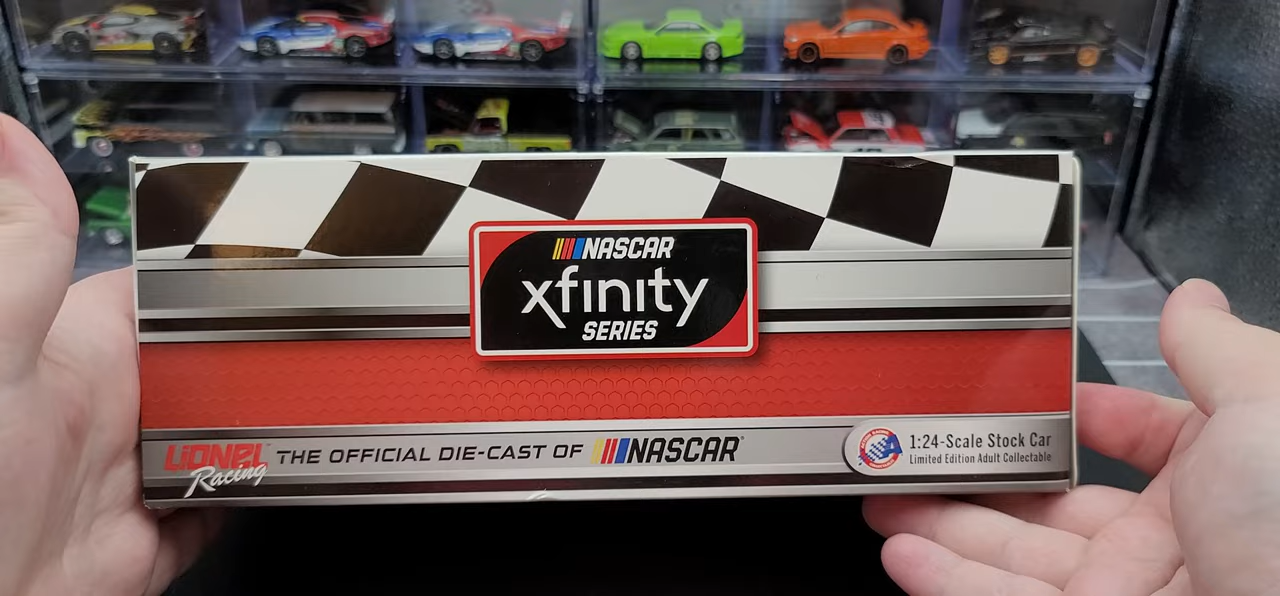 NASCAR
xfinity
SERIES
LIONEL Racing THE OFFICIAL DIE-CAST OF NASCAR
1:24-Scale Stock Car
Limited Edition Adult Collectable